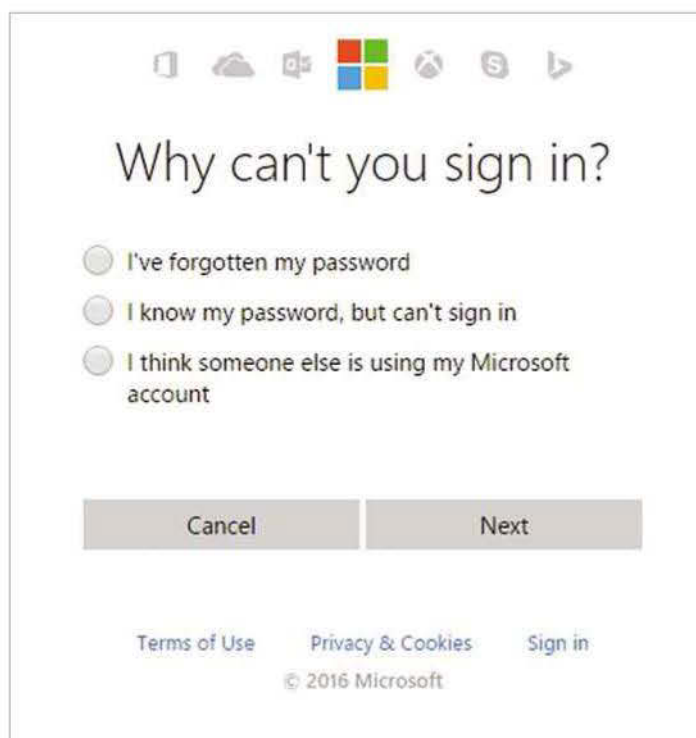 Why can't you sign in?
I've forgotten my password
I know my password, but can't sign in
I think someone else is using my Microsoft
account
Cancel Next
Terms of Use Privacy & Cookies Sign in
© 2016 Microsoft